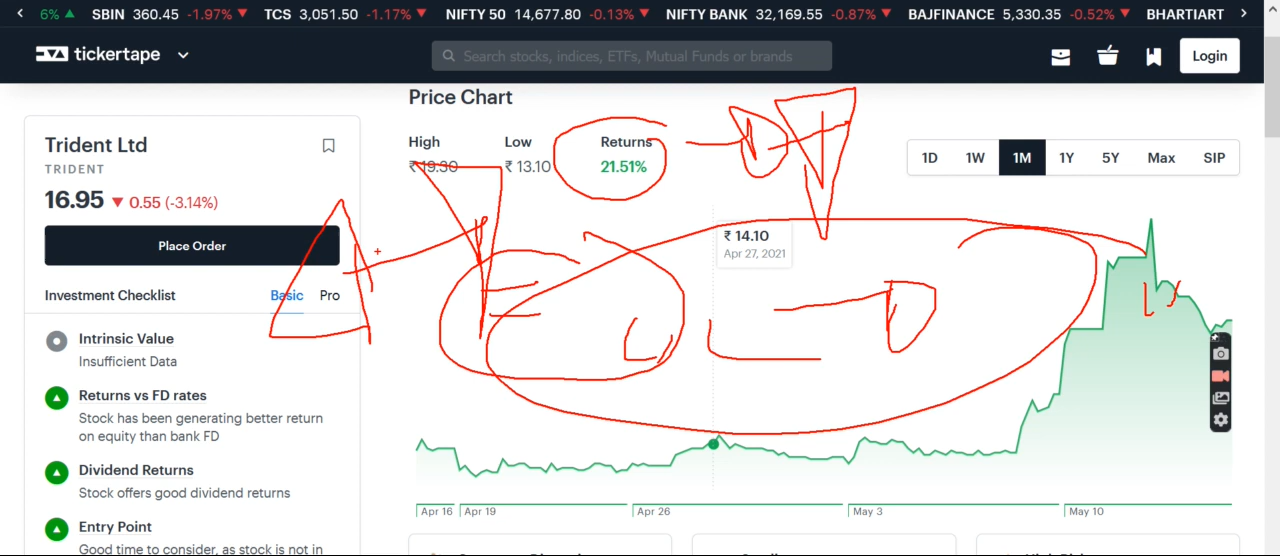 6% ▲ SBIN 360.45 -1.97% ▼ TCS 3,051.50 -1.17% ▼ NIFTY 50 14,677.80 -0.13% ▼ NIFTY BANK 32,169.55 -0.87% ▼ BAJFINANCE 5,330.35 -0.52% ▼ BHARTIART
tickertape
Search stocks, indices, ETFs, Mutual Funds or brands
Login
Trident Ltd
TRIDENT
16.95 ▼ 0.55 (-3.14%)
Place Order
Investment Checklist Basic Pro
Intrinsic Value
Insufficient Data
Returns vs FD rates
Stock has been generating better return
on equity than bank FD
Dividend Returns
Stock offers good dividend returns
Entry Point
Good time to consider, as stock is not in
Price Chart
High Low Returns
₹ 19.30 ₹ 13.10 21.51%
1D 1W 1M 1Y 5Y Max SIP
₹ 14.10
Apr 27, 2021
Apr 16 Apr 19 Apr 26 May 3 May 10